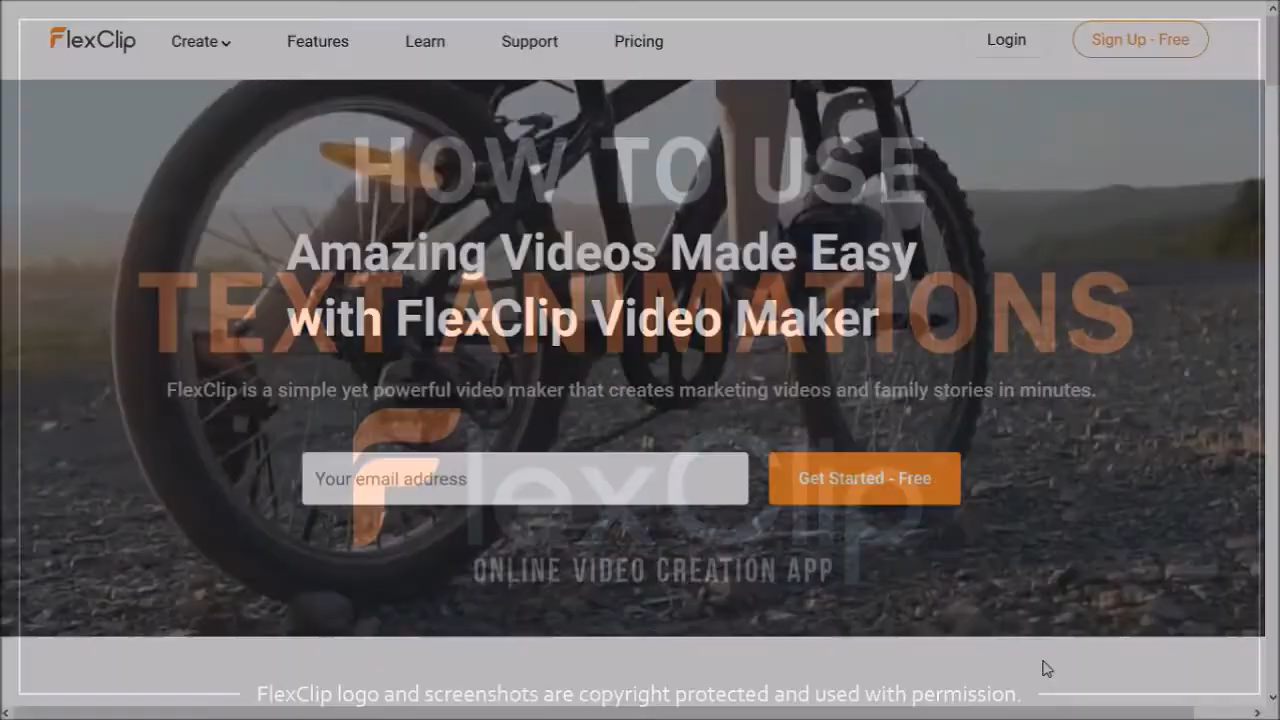 FlexClip
Create
Features
Learn
Support
Pricing
Login
Sign Up - Free
HOW TO USE
Amazing Videos Made Easy
TEXT ANIMATIONS
with FlexClip Video Maker
FlexClip is a simple yet powerful video maker that creates marketing videos and family stories in minutes.
FlexClip
Your email address
Get Started - Free
ONLINE VIDEO CREATION APP
FlexClip logo and screenshots are copyright protected and used with permission.